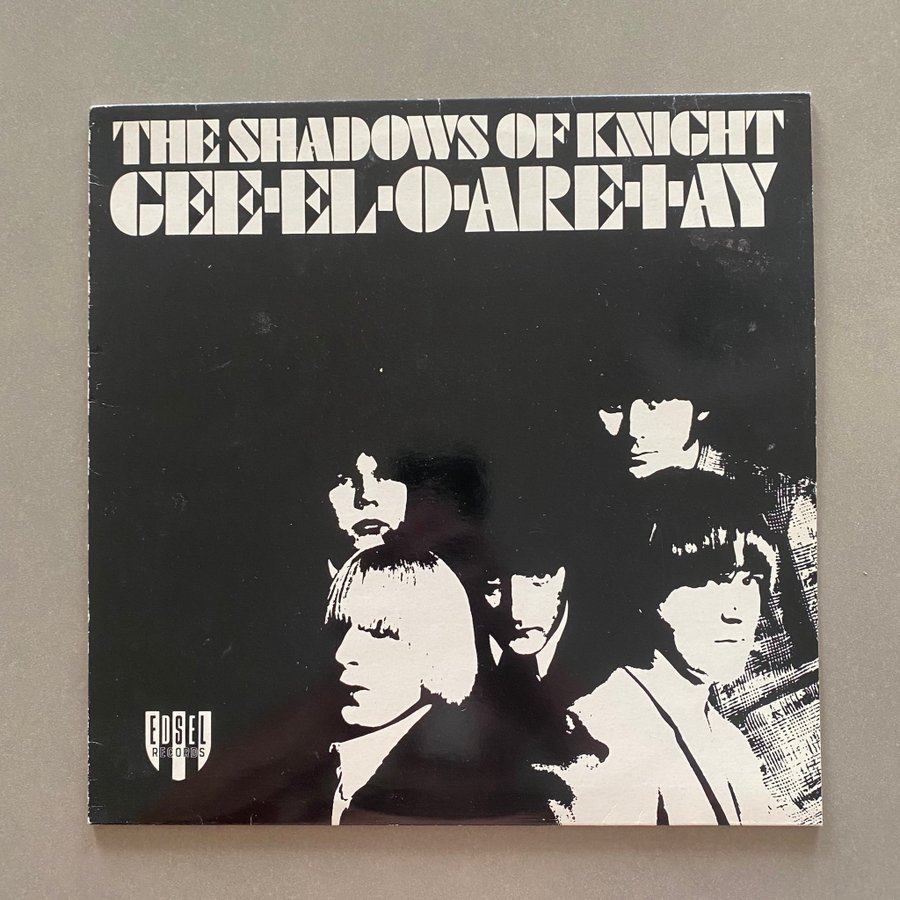 THE SHADOWS OF KNIGHT
GEE·EL·O·ARE·I·AY
EDSEL
RECORDS